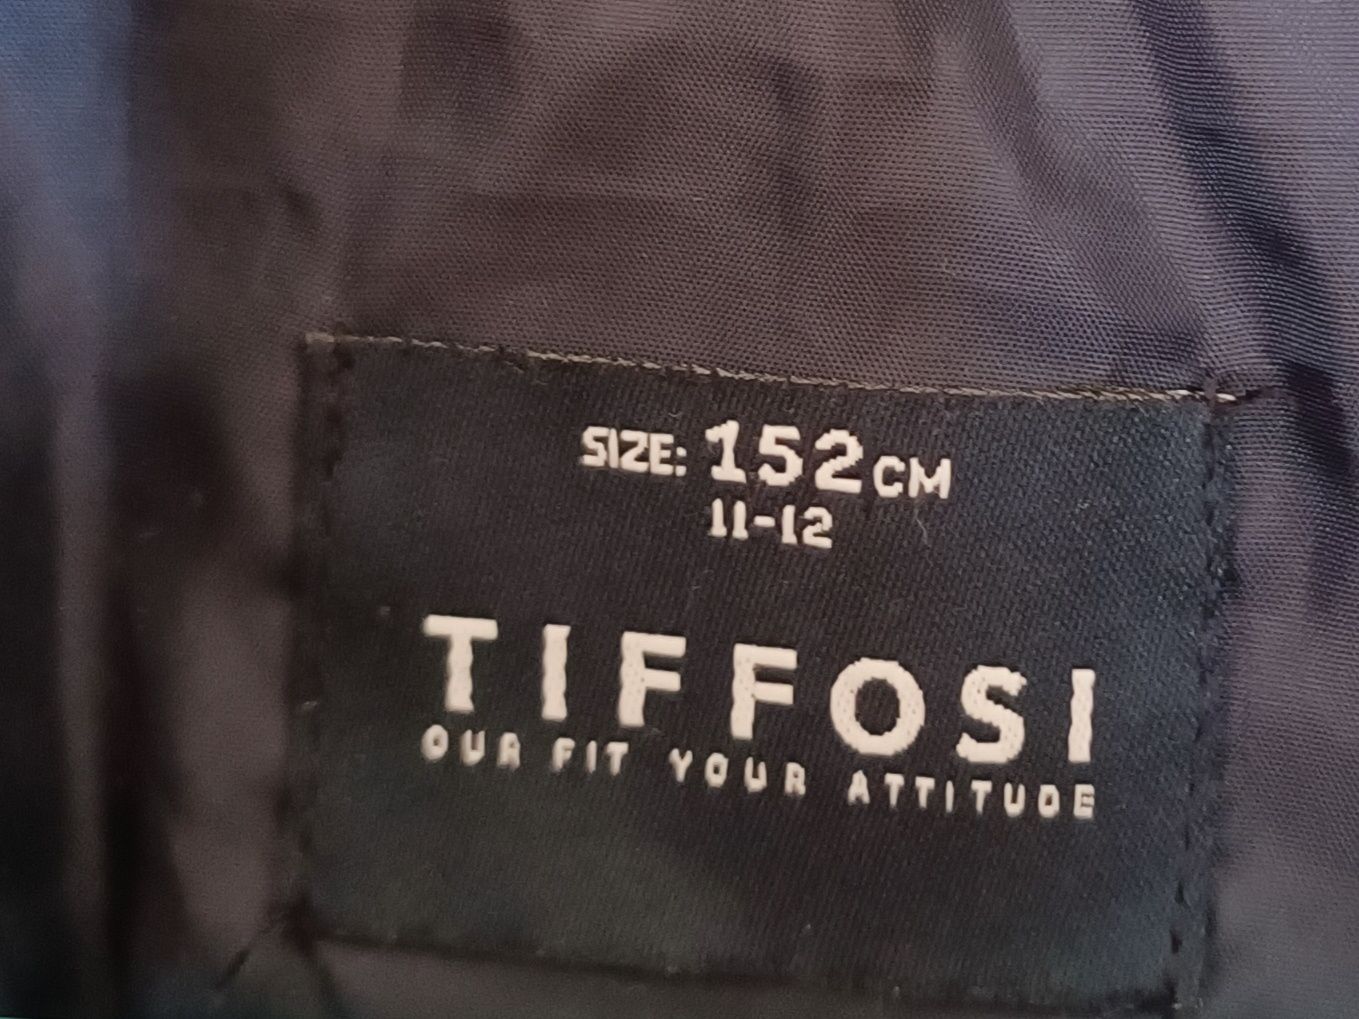 SIZE: 152 CM
11-12
TIFFOSI
OUR FIT YOUR ATTITUDE